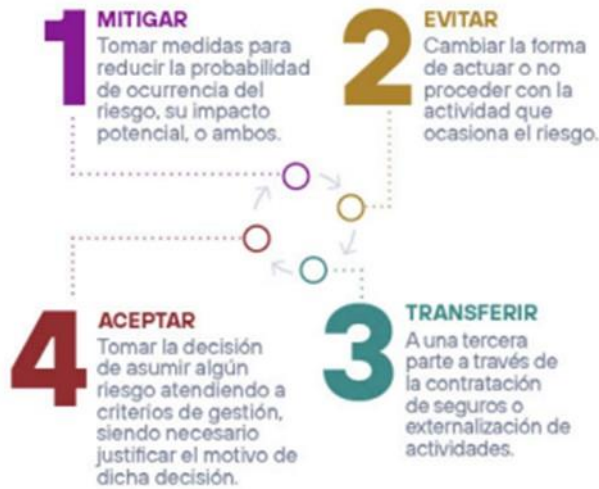 1
MITIGAR
Tomar medidas para
reducir la probabilidad
de ocurrencia del
riesgo, su impacto
potencial, o ambos.
2
EVITAR
Cambiar la forma
de actuar o no
proceder con la
actividad que
ocasiona el riesgo.
3
TRANSFERIR
A una tercera
parte a través de
la contratación
de seguros o
externalización de
actividades.
4
ACEPTAR
Tomar la decisión
de asumir algún
riesgo atendiendo a
criterios de gestión,
siendo necesario
justificar el motivo de
dicha decisión.